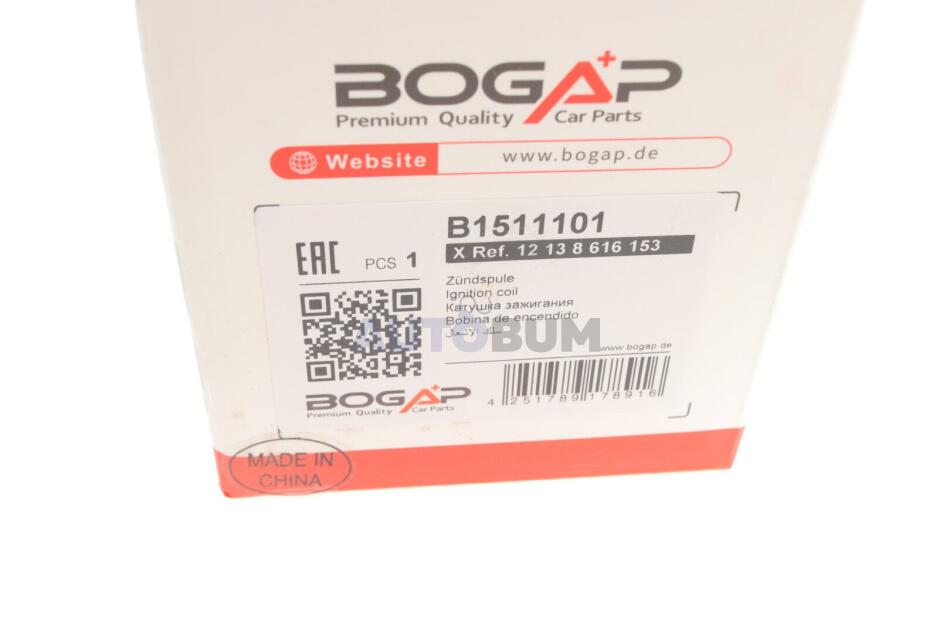 BOGAP
Premium Quality Car Parts
Website www.bogap.de
B1511101
X Ref. 12 13 8 616 153
EAC PCS 1
Zündspule
Ignition coil
Катушка зажигания
Bobina de encendido
سلك الإشعال
AUTOBUM
www.bogap.de
BOGAP
Premium Quality Car Parts
4 251789 178916
MADE IN
CHINA